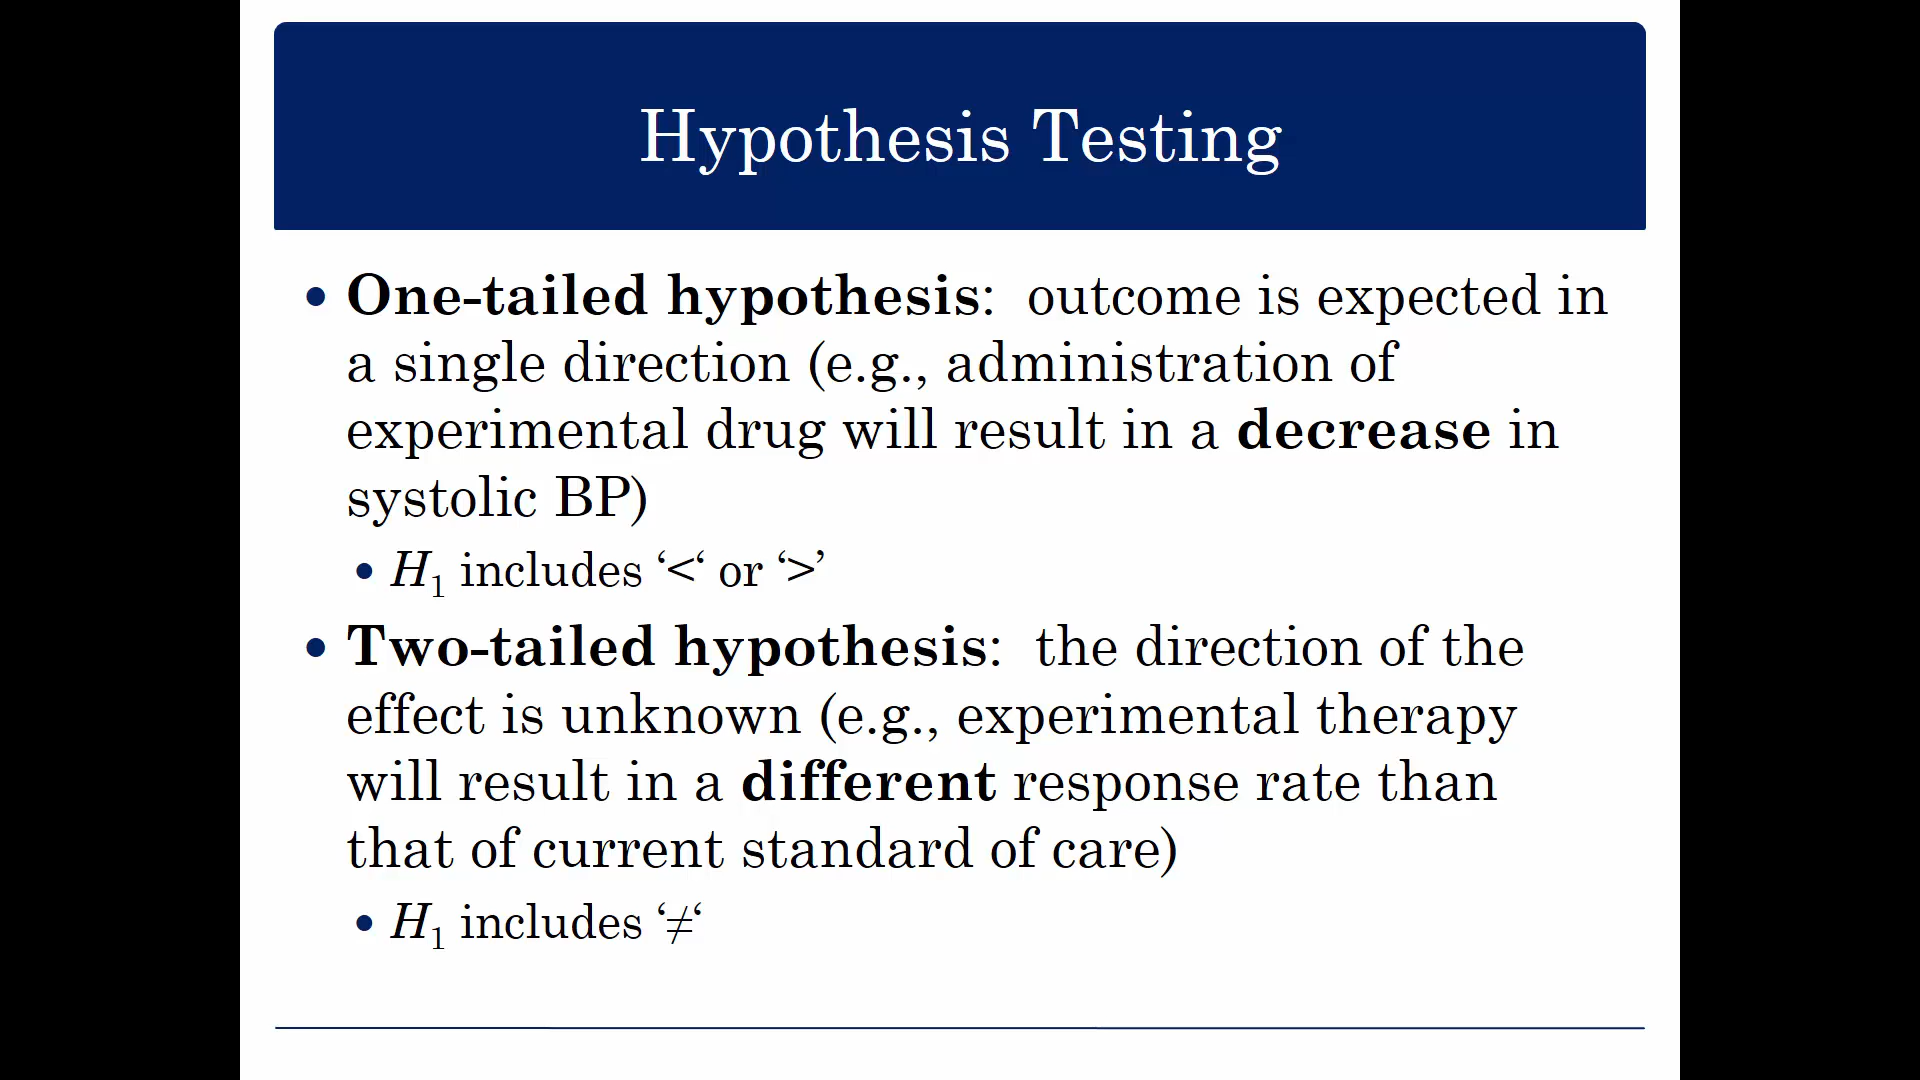 Hypothesis Testing
• One-tailed hypothesis:  outcome is expected in
a single direction (e.g., administration of
experimental drug will result in a decrease in
systolic BP)
• H₁ includes ‘<‘ or ‘>’
• Two-tailed hypothesis:  the direction of the
effect is unknown (e.g., experimental therapy
will result in a different response rate than
that of current standard of care)
• H₁ includes ‘≠‘